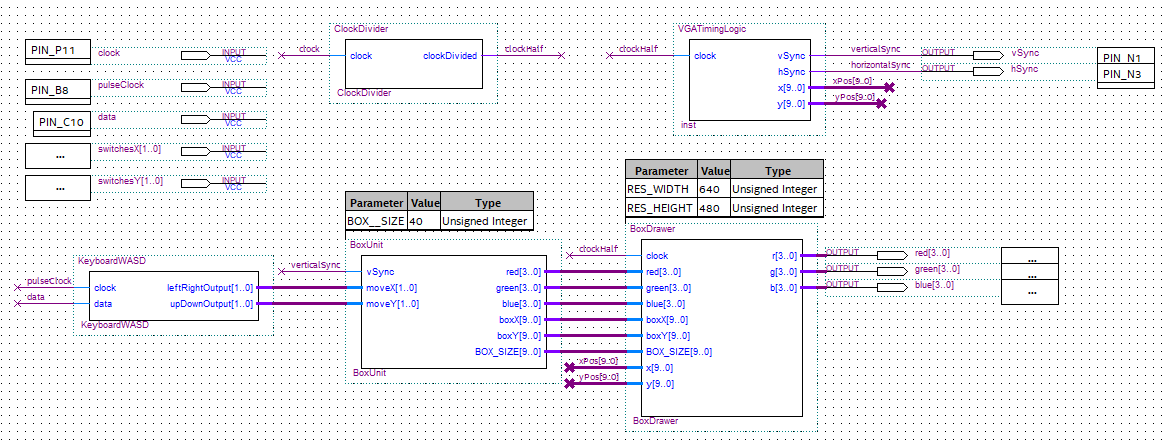 PIN_P11
clock
INPUT
VCC
PIN_B8
pulseClock
INPUT
VCC
PIN_C10
data
INPUT
VCC
...
switchesX[1..0]
INPUT
VCC
...
switchesY[1..0]
INPUT
VCC
ClockDivider
clock
clock
clockDivided
clockHalf
ClockDivider
VGATimingLogic
clockHalf
clock
vSync
hSync
x[9..0]
y[9..0]
verticalSync
horizontalSync
xPos[9..0]
yPos[9..0]
inst
OUTPUT
vSync
OUTPUT
hSync
PIN_N1
PIN_N3
Parameter Value Type
BOX__SIZE 40 Unsigned Integer
Parameter Value Type
RES_WIDTH 640 Unsigned Integer
RES_HEIGHT 480 Unsigned Integer
KeyboardWASD
pulseClock
data
clock
data
leftRightOutput[1..0]
upDownOutput[1..0]
KeyboardWASD
BoxUnit
verticalSync
vSync
moveX[1..0]
moveY[1..0]
red[3..0]
green[3..0]
blue[3..0]
boxX[9..0]
boxY[9..0]
BOX_SIZE[9..0]
BoxUnit
BoxDrawer
clockHalf
xPos[9..0]
yPos[9..0]
clock
red[3..0]
green[3..0]
blue[3..0]
boxX[9..0]
boxY[9..0]
BOX_SIZE[9..0]
x[9..0]
y[9..0]
r[3..0]
g[3..0]
b[3..0]
BoxDrawer
OUTPUT
red[3..0]
OUTPUT
green[3..0]
OUTPUT
blue[3..0]
...
...
...